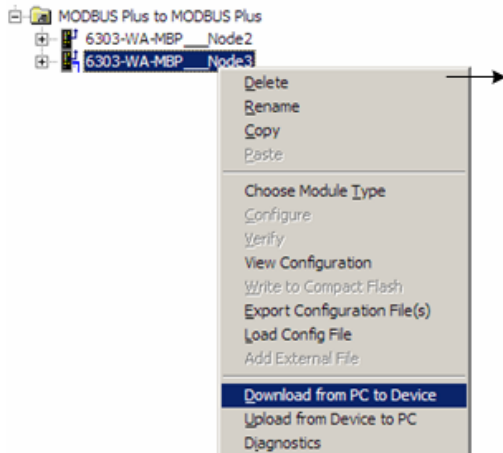 MODBUS Plus to MODBUS Plus
6303-WA-MBP___Node2
6303-WA-MBP___Node3
Delete
Rename
Copy
Paste
Choose Module Type
Configure
Verify
View Configuration
Write to Compact Flash
Export Configuration File(s)
Load Config File
Add External File
Download from PC to Device
Upload from Device to PC
Diagnostics